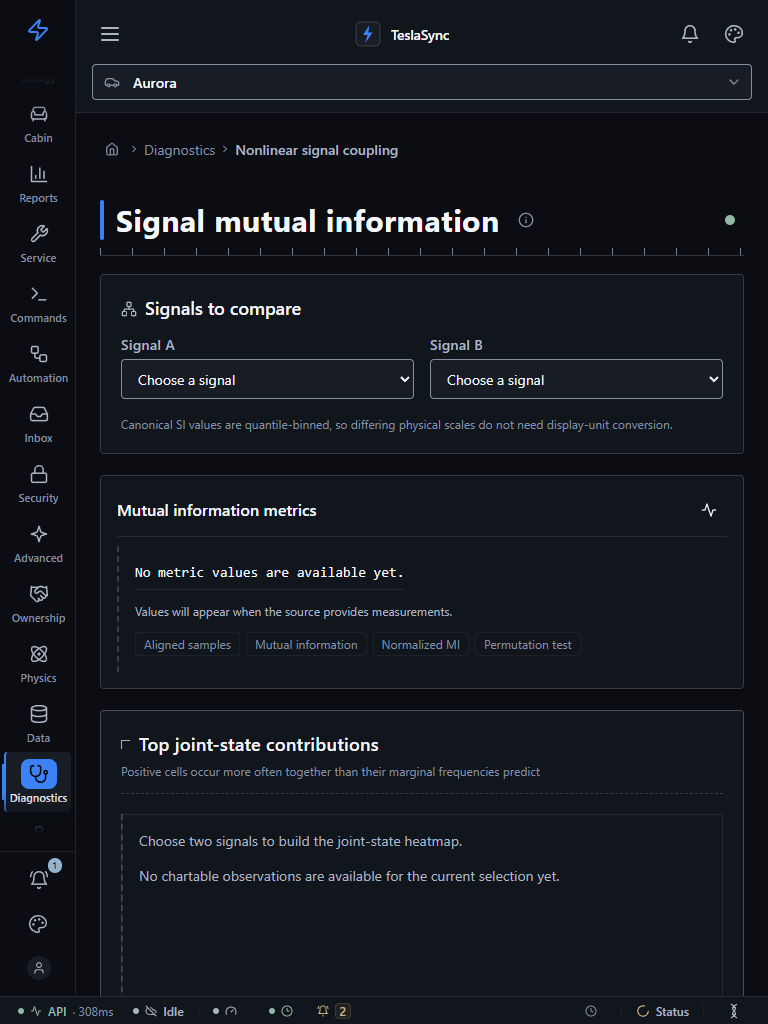 TeslaSync
Aurora
Diagnostics
Nonlinear signal coupling
Signal mutual information
Signals to compare
Signal A
Signal B
Choose a signal
Choose a signal
Canonical SI values are quantile-binned, so differing physical scales do not need display-unit conversion.
Mutual information metrics
No metric values are available yet.
Values will appear when the source provides measurements.
Aligned samples
Mutual information
Normalized MI
Permutation test
Top joint-state contributions
Positive cells occur more often together than their marginal frequencies predict
Choose two signals to build the joint-state heatmap.
No chartable observations are available for the current selection yet.
Energy
Cabin
Reports
Service
Commands
Automation
Inbox
Security
Advanced
Ownership
Physics
Data
Diagnostics
1
API · 308ms
Idle
2
Status